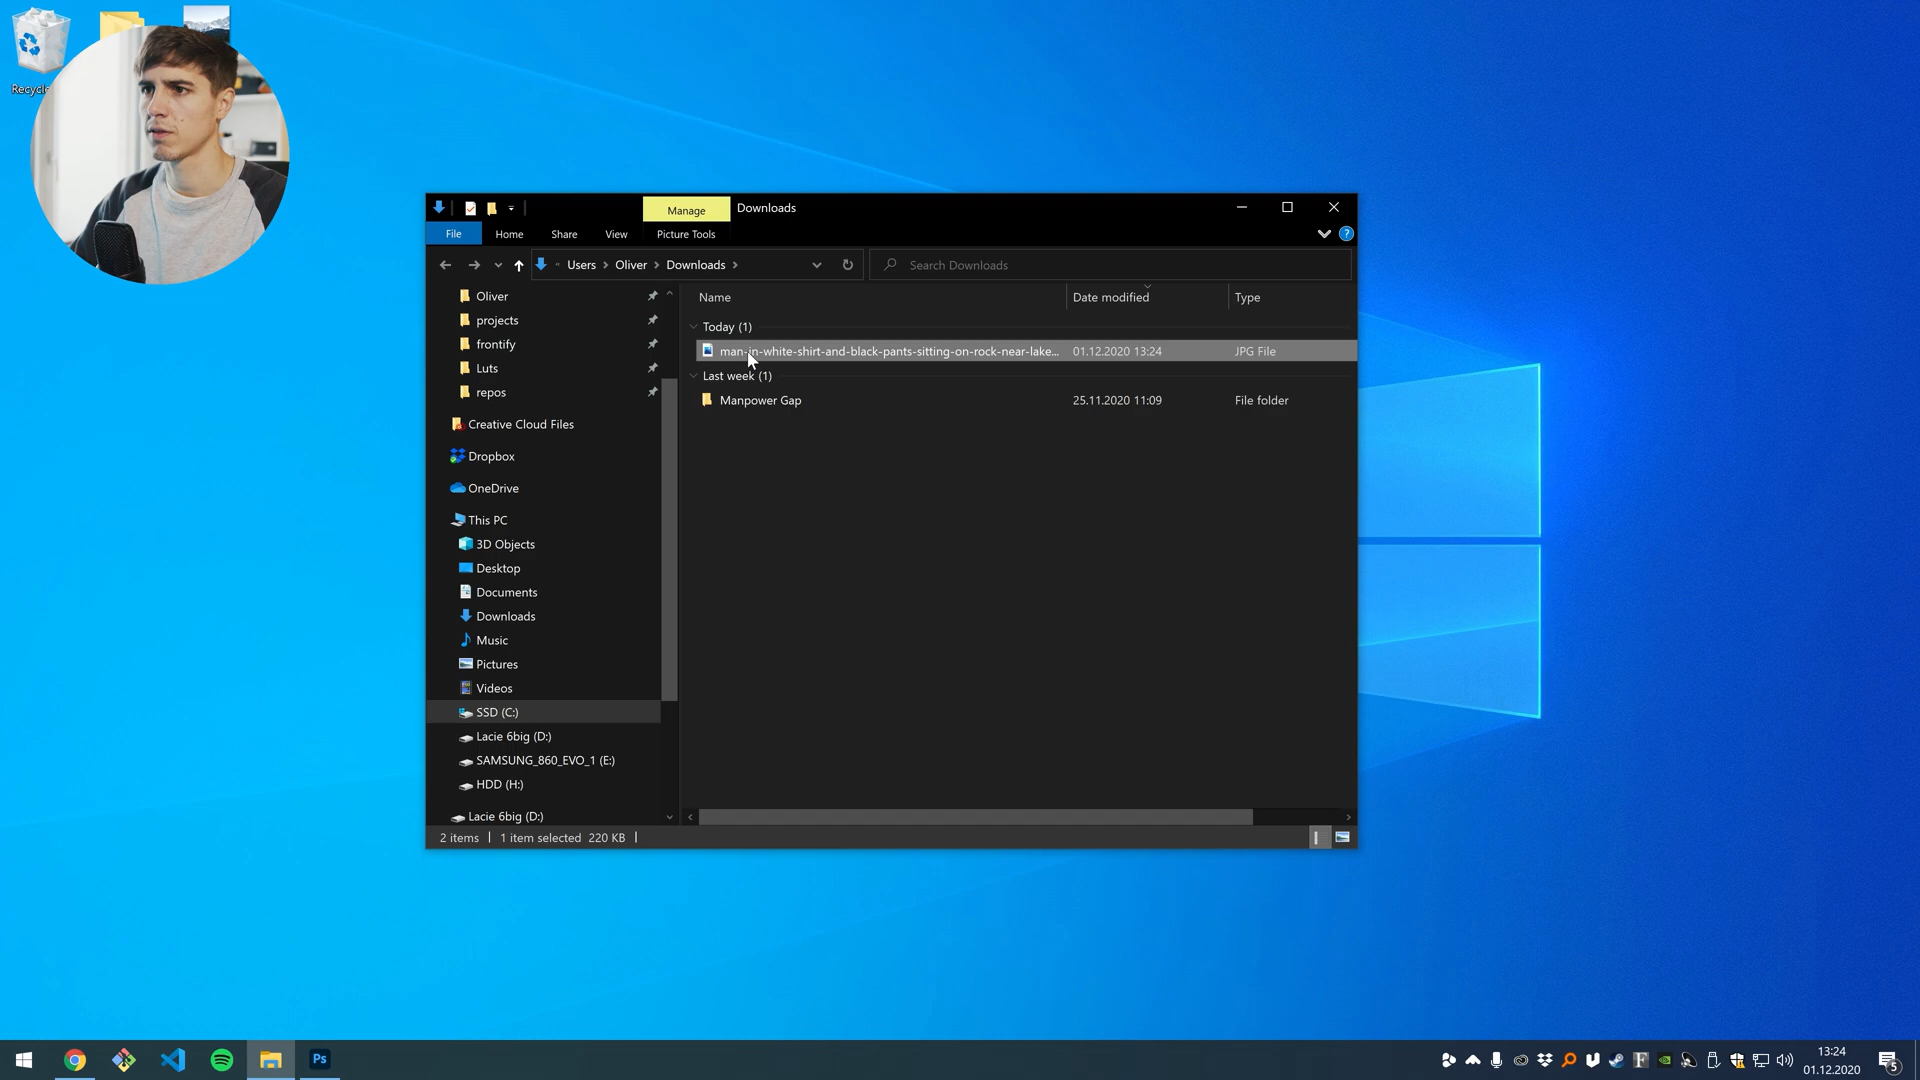 Recycle
Manage
Downloads
File
Home
Share
View
Picture Tools
?
« Users > Oliver > Downloads >
Search Downloads
Oliver
projects
frontify
Luts
repos
Creative Cloud Files
Dropbox
OneDrive
This PC
3D Objects
Desktop
Documents
Downloads
Music
Pictures
Videos
SSD (C:)
Lacie 6big (D:)
SAMSUNG_860_EVO_1 (E:)
HDD (H:)
Lacie 6big (D:)
Name
Date modified
Type
Today (1)
man-in-white-shirt-and-black-pants-sitting-on-rock-near-lake...
01.12.2020 13:24
JPG File
Last week (1)
Manpower Gap
25.11.2020 11:09
File folder
2 items
1 item selected 220 KB
Ps
F
13:24
01.12.2020
5